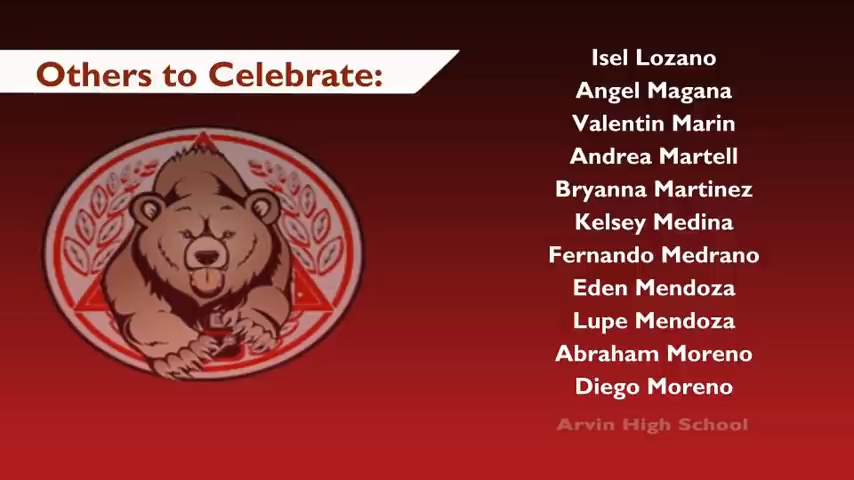 Others to Celebrate:
Isel Lozano
Angel Magana
Valentin Marin
Andrea Martell
Bryanna Martinez
Kelsey Medina
Fernando Medrano
Eden Mendoza
Lupe Mendoza
Abraham Moreno
Diego Moreno
Arvin High School